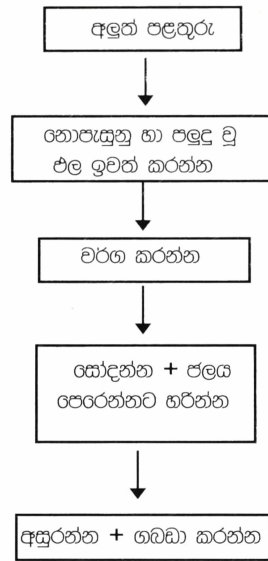 අලුත් පළතුරු
නොපැසුනු හා පලුදු වූ
ඵල ඉවත් කරන්න
වර්ග කරන්න
සෝදන්න + ජලය
පෙරෙන්නට හරින්න
අසුරන්න + ගබඩා කරන්න